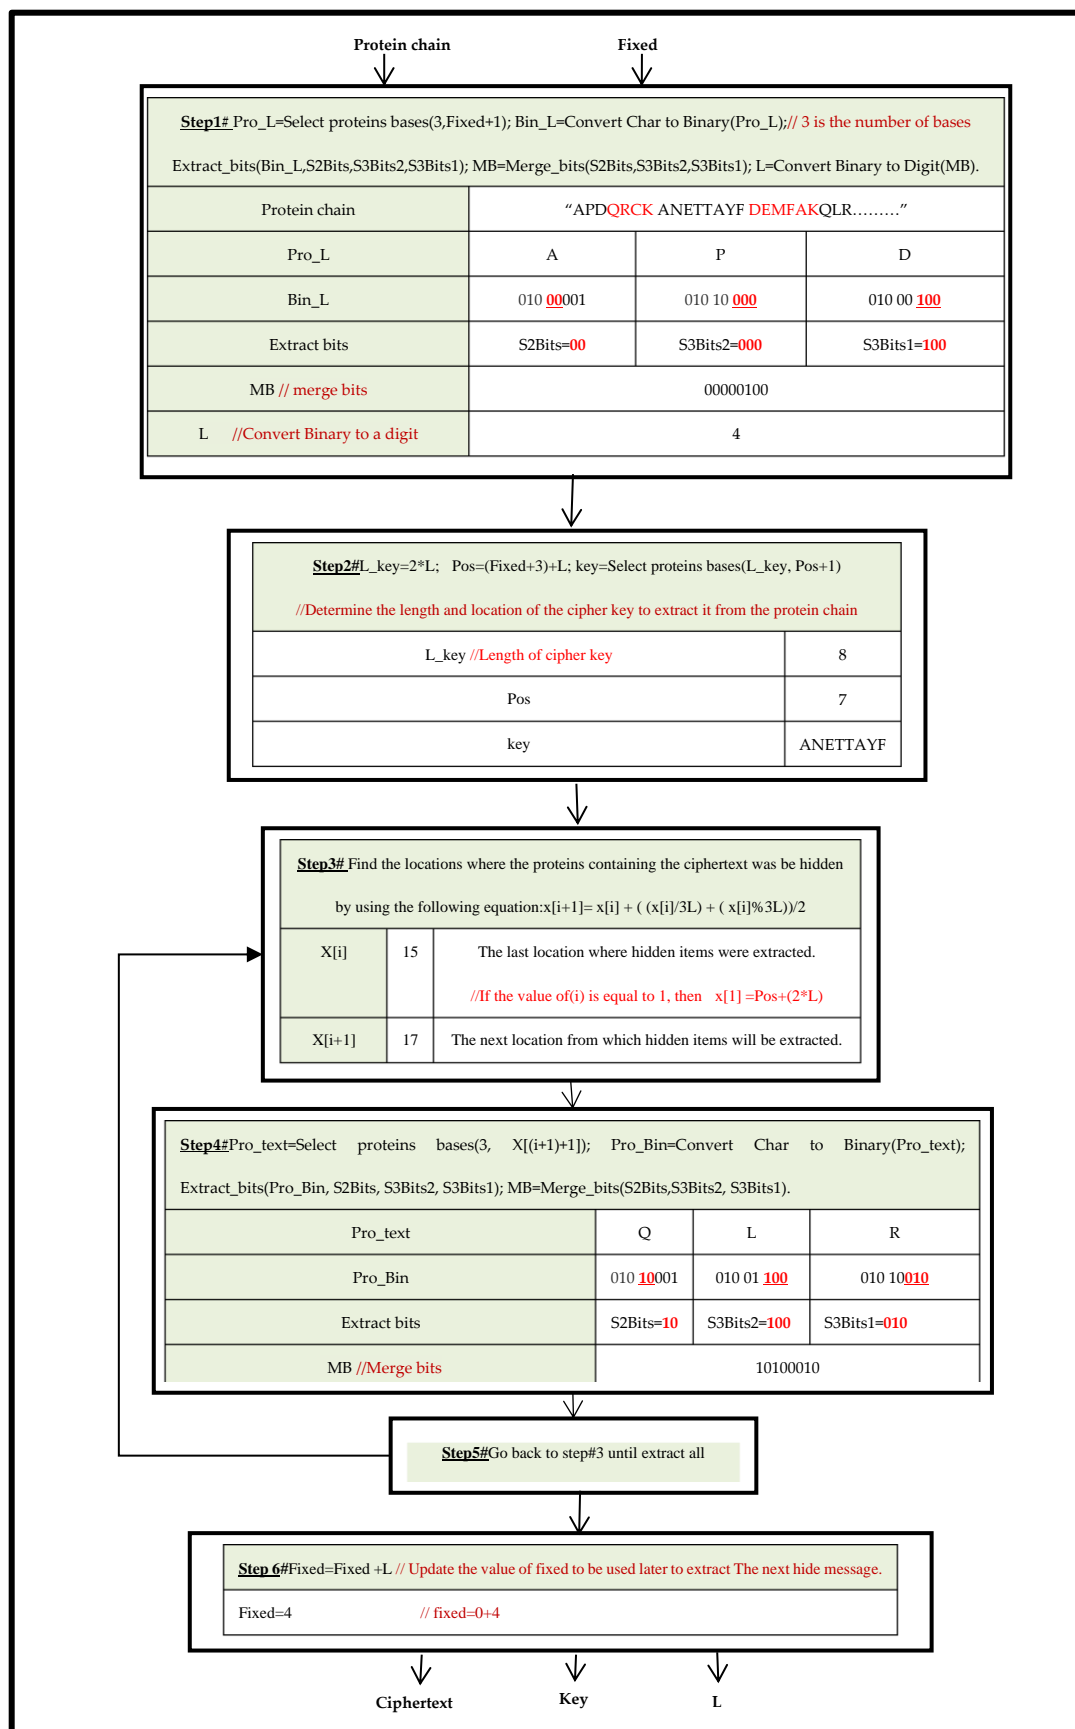 Protein chain Fixed
Step1# Pro_L=Select proteins bases(3,Fixed+1); Bin_L=Convert Char to Binary(Pro_L);// 3 is the number of bases
Extract_bits(Bin_L,S2Bits,S3Bits2,S3Bits1); MB=Merge_bits(S2Bits,S3Bits2,S3Bits1); L=Convert Binary to Digit(MB).
Protein chain “APDQRCK ANETTAYF DEMFAKQLR………”
Pro_L A P D
Bin_L 010 00001 010 10 000 010 00 100
Extract bits S2Bits=00 S3Bits2=000 S3Bits1=100
MB // merge bits 00000100
L //Convert Binary to a digit 4
Step2#L_key=2*L; Pos=(Fixed+3)+L; key=Select proteins bases(L_key, Pos+1)
//Determine the length and location of the cipher key to extract it from the protein chain
L_key //Length of cipher key 8
Pos 7
key ANETTAYF
Step3# Find the locations where the proteins containing the ciphertext was be hidden
by using the following equation:x[i+1]= x[i] + ( (x[i]/3L) + ( x[i]%3L))/2
X[i] 15 The last location where hidden items were extracted.
//If the value of(i) is equal to 1, then x[1] =Pos+(2*L)
X[i+1] 17 The next location from which hidden items will be extracted.
Step4#Pro_text=Select proteins bases(3, X[(i+1)+1]); Pro_Bin=Convert Char to Binary(Pro_text);
Extract_bits(Pro_Bin, S2Bits, S3Bits2, S3Bits1); MB=Merge_bits(S2Bits,S3Bits2, S3Bits1).
Pro_text Q L R
Pro_Bin 010 10001 010 01 100 010 10010
Extract bits S2Bits=10 S3Bits2=100 S3Bits1=010
MB //Merge bits 10100010
Step5#Go back to step#3 until extract all
Step 6#Fixed=Fixed +L // Update the value of fixed to be used later to extract The next hide message.
Fixed=4 // fixed=0+4
Ciphertext Key L